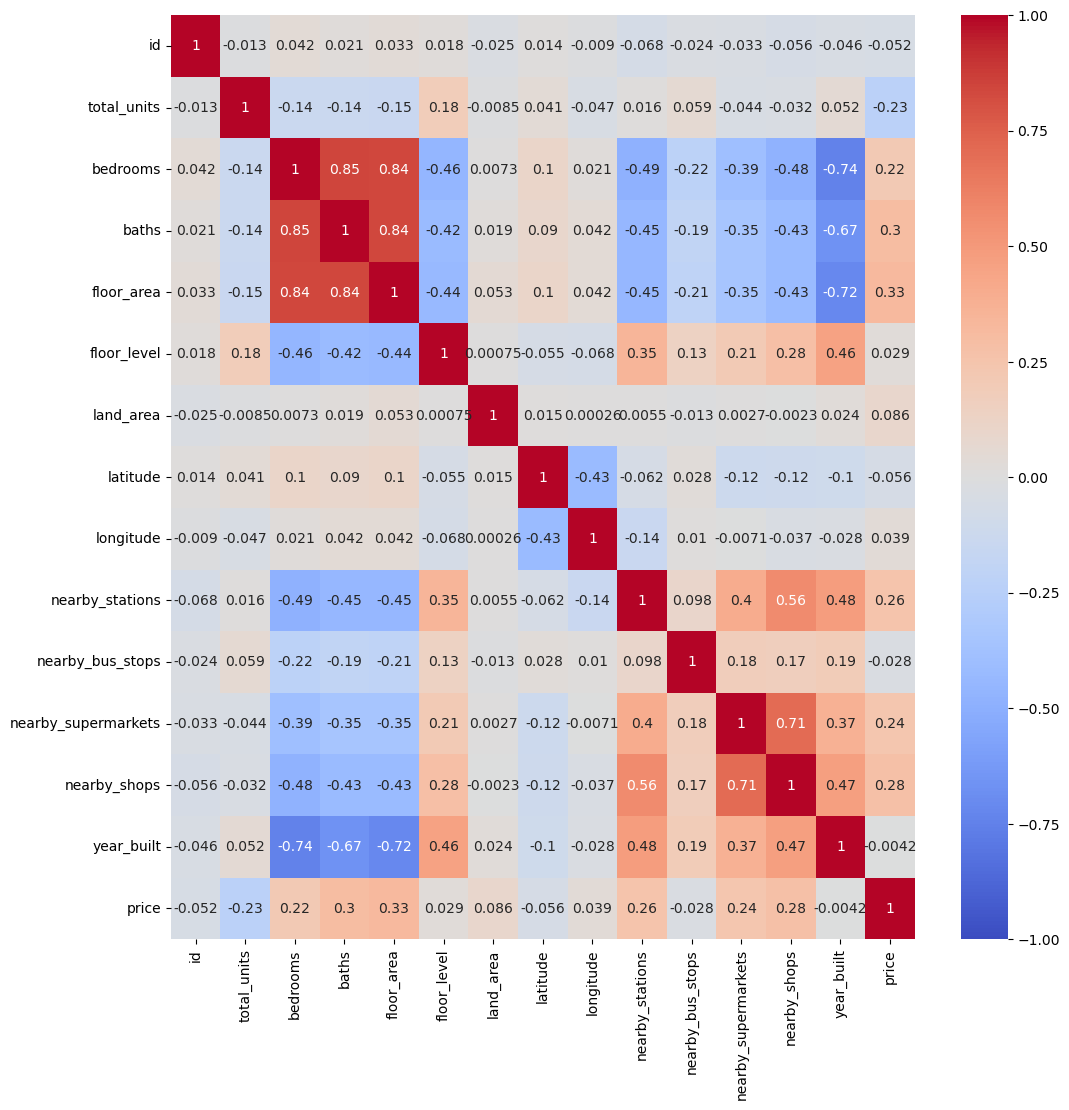 1.00
id 1 -0.013 0.042 0.021 0.033 0.018 -0.025 0.014 -0.009 -0.068 -0.024 -0.033 -0.056 -0.046 -0.052
total_units -0.013 1 -0.14 -0.14 -0.15 0.18 -0.0085 0.041 -0.047 0.016 0.059 -0.044 -0.032 0.052 -0.23
0.75
bedrooms 0.042 -0.14 1 0.85 0.84 -0.46 0.0073 0.1 0.021 -0.49 -0.22 -0.39 -0.48 -0.74 0.22
baths 0.021 -0.14 0.85 1 0.84 -0.42 0.019 0.09 0.042 -0.45 -0.19 -0.35 -0.43 -0.67 0.3
0.50
floor_area 0.033 -0.15 0.84 0.84 1 -0.44 0.053 0.1 0.042 -0.45 -0.21 -0.35 -0.43 -0.72 0.33
floor_level 0.018 0.18 -0.46 -0.42 -0.44 1 0.00075 -0.055 -0.068 0.35 0.13 0.21 0.28 0.46 0.029
0.25
land_area -0.025 -0.0085 0.0073 0.019 0.053 0.00075 1 0.015 0.00026 0.0055 -0.013 0.0027 -0.0023 0.024 0.086
latitude 0.014 0.041 0.1 0.09 0.1 -0.055 0.015 1 -0.43 -0.062 0.028 -0.12 -0.12 -0.1 -0.056
0.00
longitude -0.009 -0.047 0.021 0.042 0.042 -0.068 0.00026 -0.43 1 -0.14 0.01 -0.0071 -0.037 -0.028 0.039
nearby_stations -0.068 0.016 -0.49 -0.45 -0.45 0.35 0.0055 -0.062 -0.14 1 0.098 0.4 0.56 0.48 0.26
−0.25
nearby_bus_stops -0.024 0.059 -0.22 -0.19 -0.21 0.13 -0.013 0.028 0.01 0.098 1 0.18 0.17 0.19 -0.028
−0.50
nearby_supermarkets -0.033 -0.044 -0.39 -0.35 -0.35 0.21 0.0027 -0.12 -0.0071 0.4 0.18 1 0.71 0.37 0.24
nearby_shops -0.056 -0.032 -0.48 -0.43 -0.43 0.28 -0.0023 -0.12 -0.037 0.56 0.17 0.71 1 0.47 0.28
−0.75
year_built -0.046 0.052 -0.74 -0.67 -0.72 0.46 0.024 -0.1 -0.028 0.48 0.19 0.37 0.47 1 -0.0042
price -0.052 -0.23 0.22 0.3 0.33 0.029 0.086 -0.056 0.039 0.26 -0.028 0.24 0.28 -0.0042 1
−1.00
id
total_units
bedrooms
baths
floor_area
floor_level
land_area
latitude
longitude
nearby_stations
nearby_bus_stops
nearby_supermarkets
nearby_shops
year_built
price